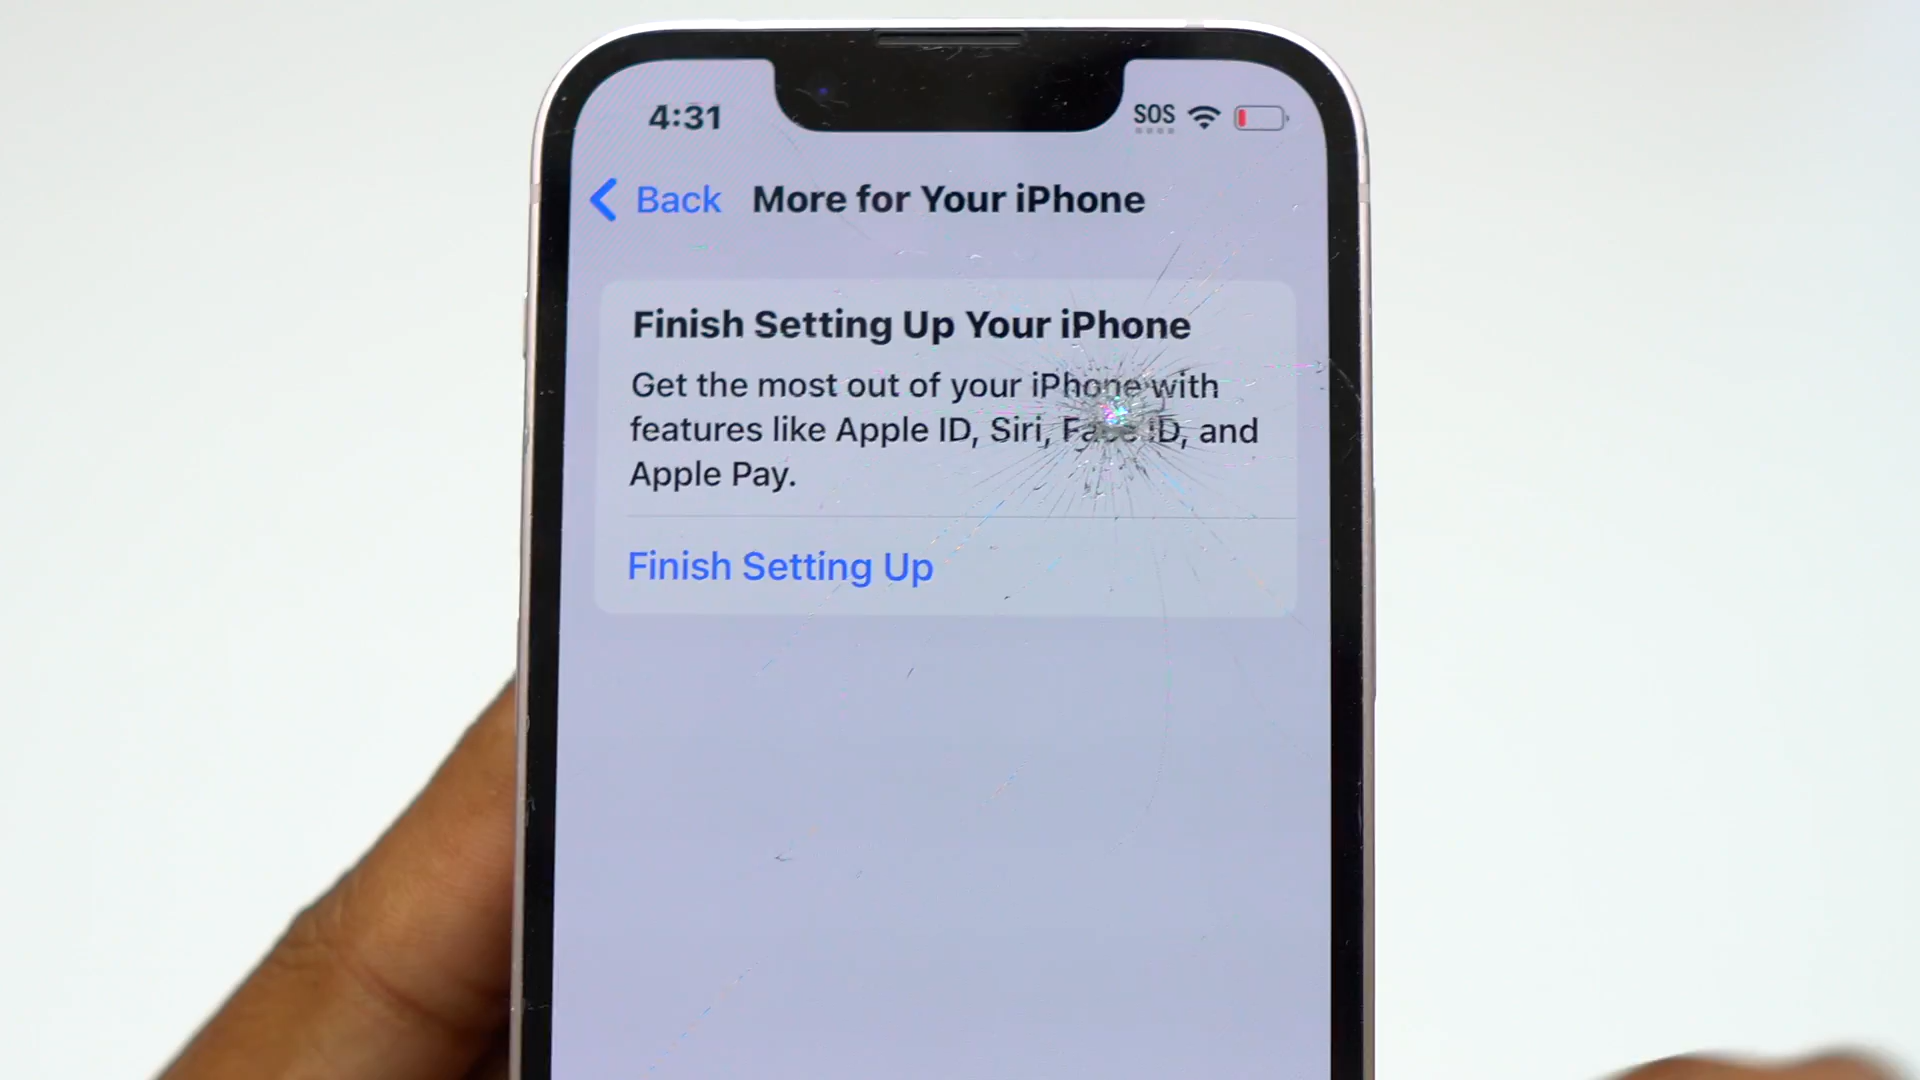 4:31
SOS
Back
More for Your iPhone
Finish Setting Up Your iPhone
Get the most out of your iPhone with
features like Apple ID, Siri, Face ID, and
Apple Pay.
Finish Setting Up